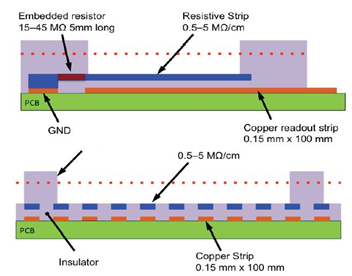 Embedded resistor
15–45 MΩ 5mm long
Resistive Strip
0.5–5 MΩ/cm
PCB
GND
Copper readout strip
0.15 mm x 100 mm
0.5–5 MΩ/cm
PCB
Insulator
Copper Strip
0.15 mm x 100 mm